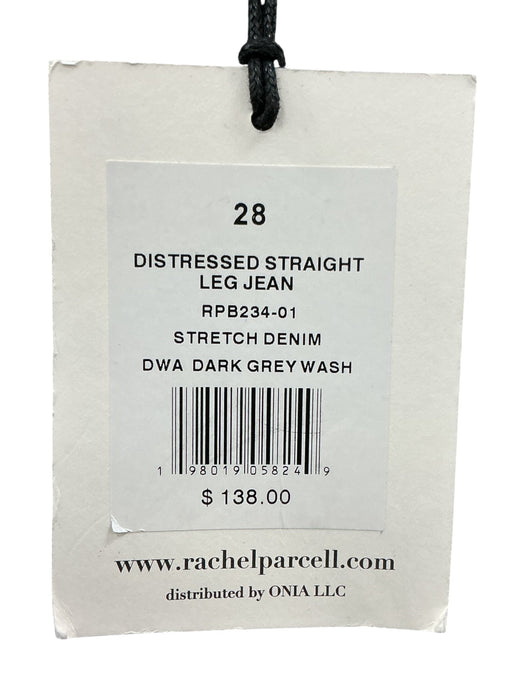 28
DISTRESSED STRAIGHT
LEG JEAN
RPB234-01
STRETCH DENIM
DWA DARK GREY WASH
1 98019 05824 9
$ 138.00
www.rachelparcell.com
distributed by ONIA LLC